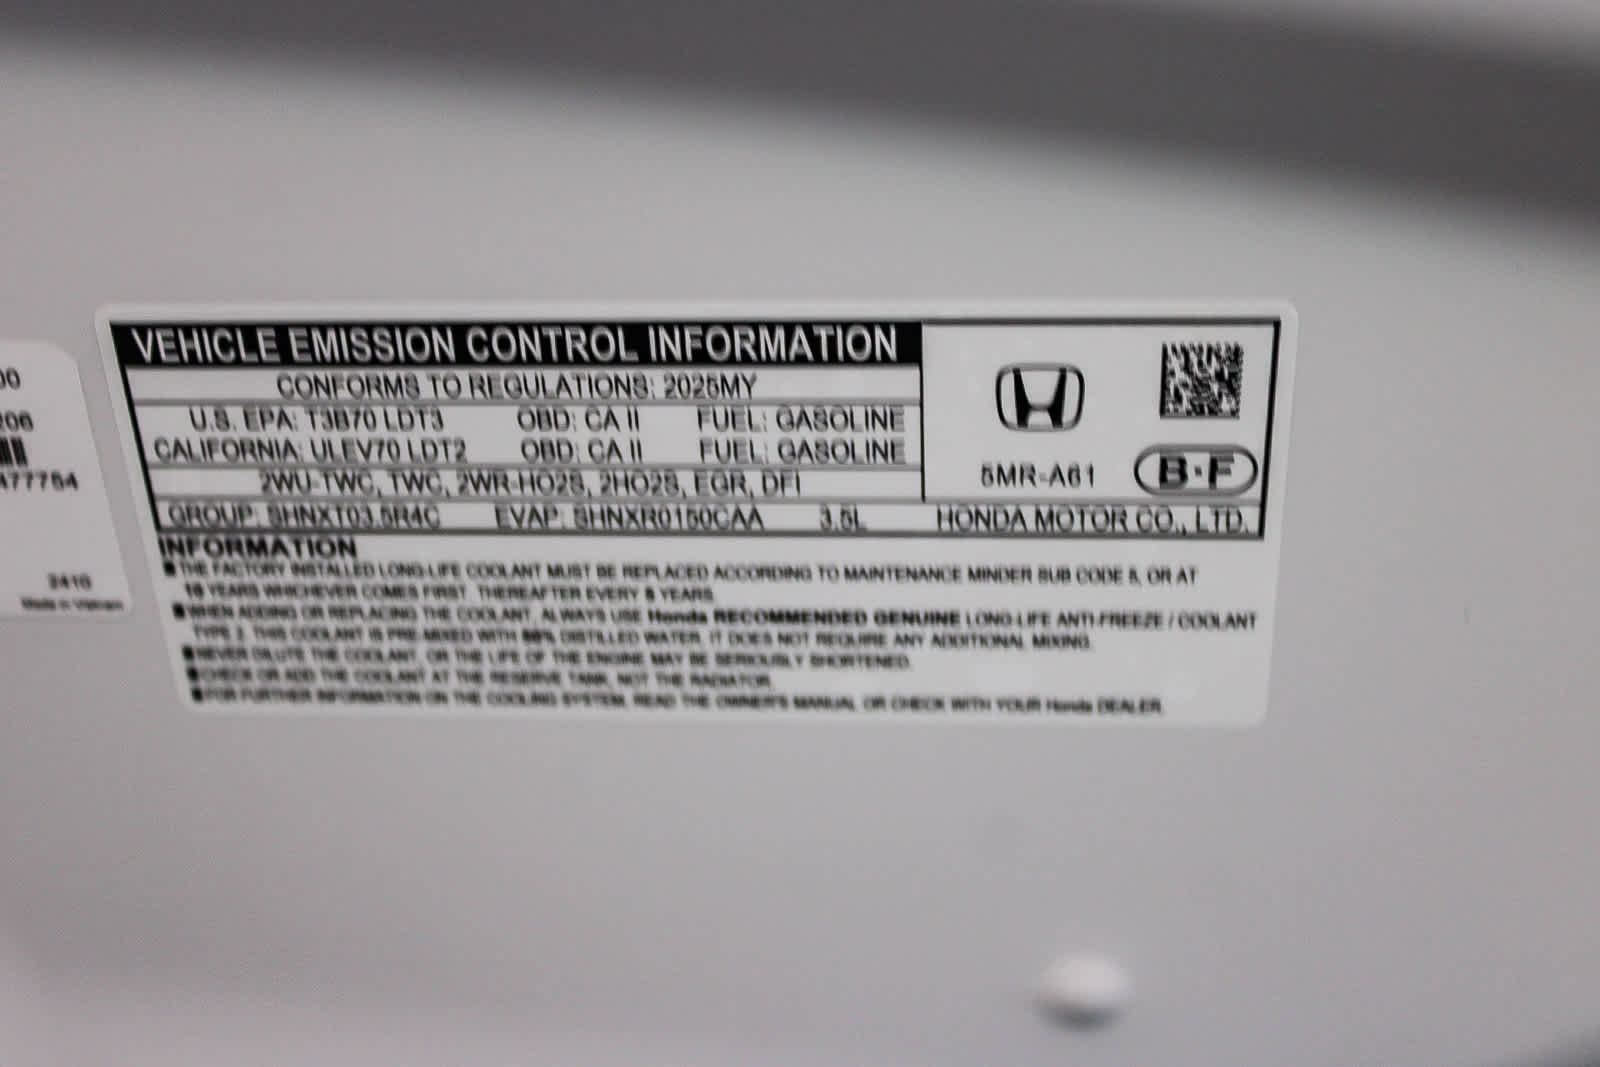 VEHICLE EMISSION CONTROL INFORMATION
CONFORMS TO REGULATIONS: 2025MY
U.S. EPA: T3B70 LDT3 OBD: CA II FUEL: GASOLINE
CALIFORNIA: ULEV70 LDT2 OBD: CA II FUEL: GASOLINE
2WU-TWC, TWC, 2WR-HO2S, 2HO2S, EGR, DFI
GROUP: SHNXT03.5R4C EVAP: SHNXR0150CAA 3.5L
5MR-A61 B·F
HONDA MOTOR CO., LTD.
INFORMATION
■THE FACTORY INSTALLED LONG-LIFE COOLANT MUST BE REPLACED ACCORDING TO MAINTENANCE MINDER SUB CODE 5, OR AT
10 YEARS WHICHEVER COMES FIRST. THEREAFTER EVERY 5 YEARS.
■WHEN ADDING OR REPLACING THE COOLANT, ALWAYS USE Honda RECOMMENDED GENUINE LONG-LIFE ANTI-FREEZE / COOLANT
TYPE 2. THIS COOLANT IS PRE-MIXED WITH 50% DISTILLED WATER. IT DOES NOT REQUIRE ANY ADDITIONAL MIXING.
■NEVER DILUTE THE COOLANT, OR THE LIFE OF THE ENGINE MAY BE SERIOUSLY SHORTENED.
■CHECK OR ADD THE COOLANT AT THE RESERVE TANK, NOT THE RADIATOR.
■FOR FURTHER INFORMATION ON THE COOLING SYSTEM, READ THE OWNER'S MANUAL OR CHECK WITH YOUR Honda DEALER.
00
206
477754
2410
Made in Vietnam